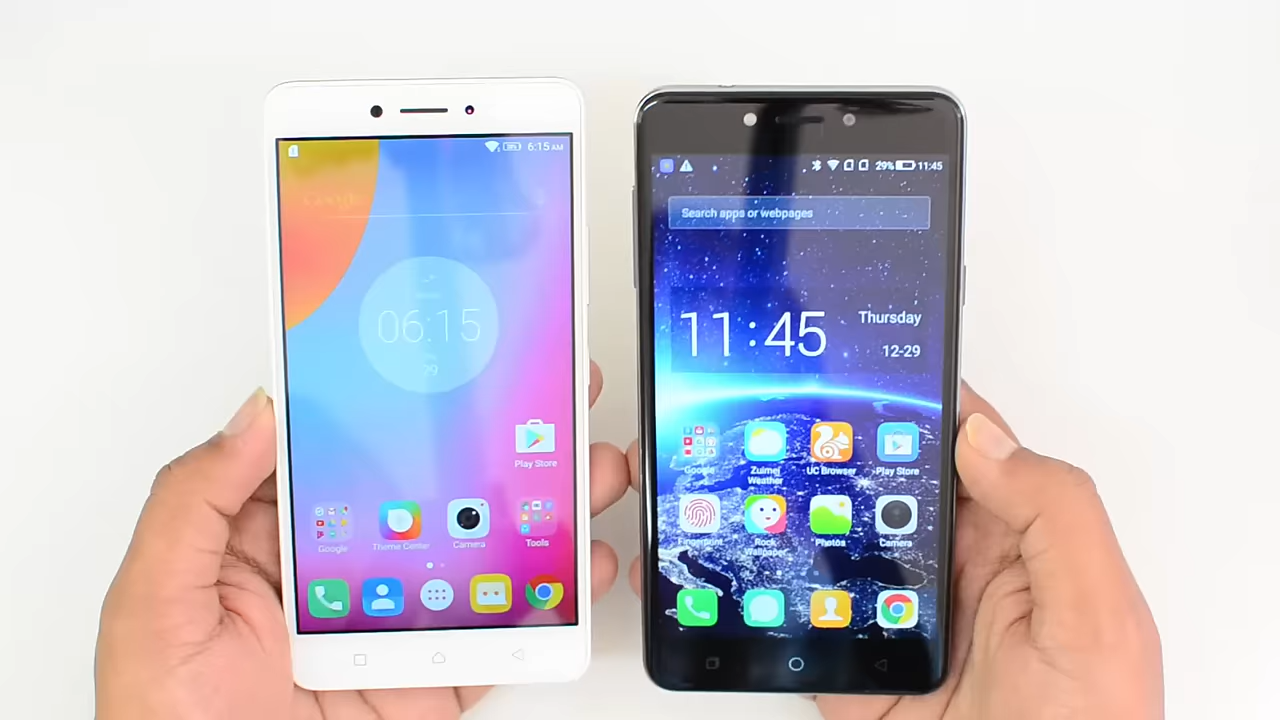 6:15 AM
06:15
29
Play Store
Google
Theme Center
Camera
Tools
29% 11:45
Search apps or webpages
11:45
Thursday
12-29
Google
Zuimei
Weather
UC Browser
Play Store
Fingerprint
Rock
Wallpaper
Photos
Camera